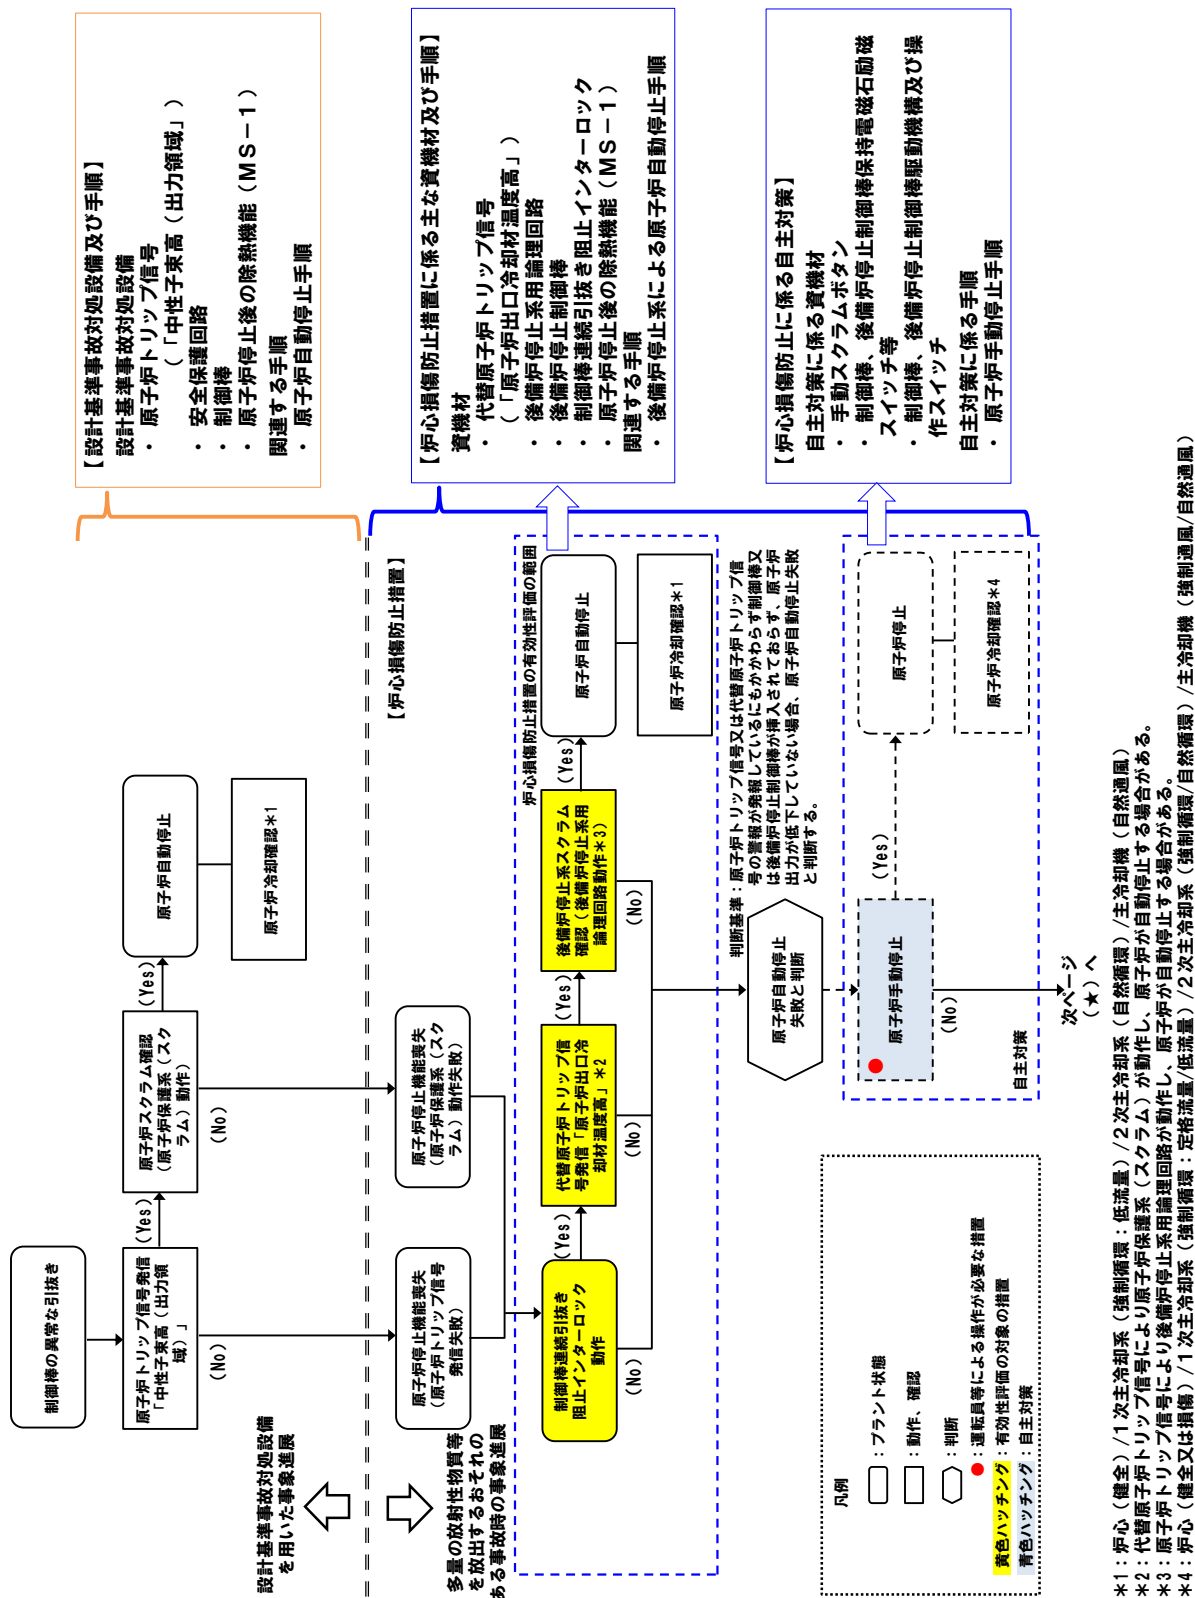 制御棒の異常な引抜き
原子炉トリップ信号発信
「中性子束高（出力領
域）」
(Yes)
(No)
原子炉スクラム確認
（原子炉保護系（スク
ラム）動作）
(Yes)
(No)
原子炉自動停止
原子炉冷却確認＊1
設計基準事故対処設備
を用いた事象進展
多量の放射性物質等
を放出するおそれの
ある事故時の事象進展
【炉心損傷防止措置】
原子炉停止機能喪失
（原子炉トリップ信号
発信失敗）
原子炉停止機能喪失
（原子炉保護系（スク
ラム）動作失敗）
炉心損傷防止措置の有効性評価の範囲
制御棒連続引抜き
阻止インターロック
動作
(Yes)
(No)
代替原子炉トリップ信
号発信「原子炉出口冷
却材温度高」＊2
(Yes)
(No)
後備炉停止系スクラム
確認（後備炉停止系用
論理回路動作＊3）
(Yes)
(No)
原子炉自動停止
原子炉冷却確認＊1
判断基準：原子炉トリップ信号又は代替原子炉トリップ信
号の警報が発報しているにもかかわらず制御棒又
は後備炉停止制御棒が挿入されておらず、原子炉
出力が低下していない場合、原子炉自動停止失敗
と判断する。
原子炉自動停止
失敗と判断
原子炉手動停止
(Yes)
(No)
原子炉停止
原子炉冷却確認＊4
自主対策
次ページ
（★）へ
【設計基準事故対処設備及び手順】
設計基準事故対処設備
・ 原子炉トリップ信号
（「中性子束高（出力領域）」）
・ 安全保護回路
・ 制御棒
・ 原子炉停止後の除熱機能（ＭＳ－１）
関連する手順
・ 原子炉自動停止手順
【炉心損傷防止措置に係る主な資機材及び手順】
資機材
・ 代替原子炉トリップ信号
（「原子炉出口冷却材温度高」）
・ 後備炉停止系用論理回路
・ 後備炉停止制御棒
・ 制御棒連続引抜き阻止インターロック
・ 原子炉停止後の除熱機能（ＭＳ－１）
関連する手順
・ 後備炉停止系による原子炉自動停止手順
【炉心損傷防止に係る自主対策】
自主対策に係る資機材
・ 手動スクラムボタン
・ 制御棒、後備炉停止制御棒保持電磁石励磁
スイッチ等
・ 制御棒、後備炉停止制御棒駆動機構及び操
作スイッチ
自主対策に係る手順
・ 原子炉手動停止手順
凡例
：プラント状態
：動作、確認
：判断
：運転員等による操作が必要な措置
黄色ハッチング：有効性評価の対象の措置
青色ハッチング：自主対策
＊1：炉心（健全）/１次主冷却系（強制循環：低流量）/２次主冷却系（自然循環）/主冷却機（自然通風）
＊2：代替原子炉トリップ信号により原子炉保護系（スクラム）が動作し、原子炉が自動停止する場合がある。
＊3：原子炉トリップ信号により後備炉停止系用論理回路が動作し、原子炉が自動停止する場合がある。
＊4：炉心（健全又は損傷）/１次主冷却系（強制循環：定格流量/低流量）/２次主冷却系（強制循環/自然循環）/主冷却機（強制通風/自然通風）